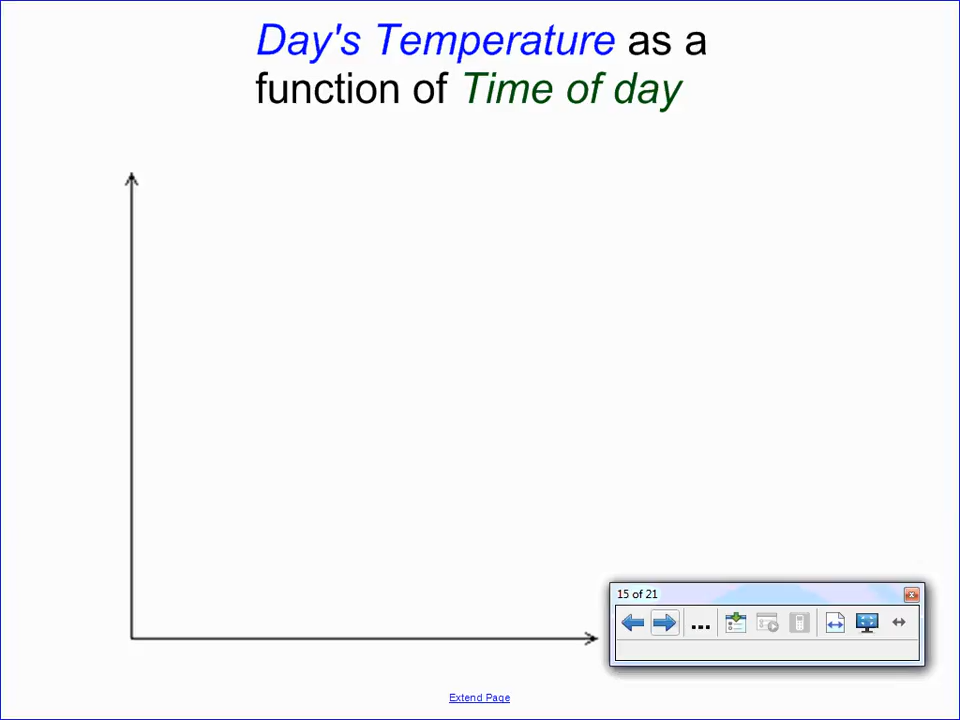 Day's Temperature as a
function of Time of day
15 of 21
Extend Page